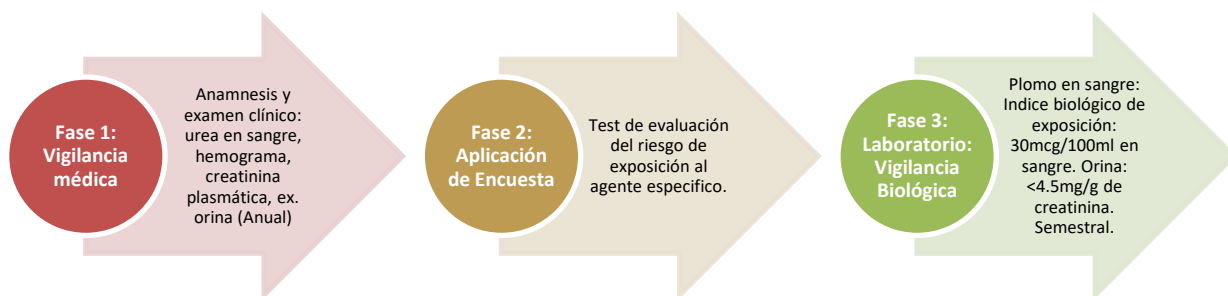 Fase 1:
Vigilancia
médica
Anamnesis y
examen clínico:
urea en sangre,
hemograma,
creatinina
plasmática, ex.
orina (Anual)
Fase 2:
Aplicación
de Encuesta
Test de evaluación
del riesgo de
exposición al
agente especifico.
Fase 3:
Laboratorio:
Vigilancia
Biológica
Plomo en sangre:
Indice biológico de
exposición:
30mcg/100ml en
sangre. Orina:
<4.5mg/g de
creatinina.
Semestral.